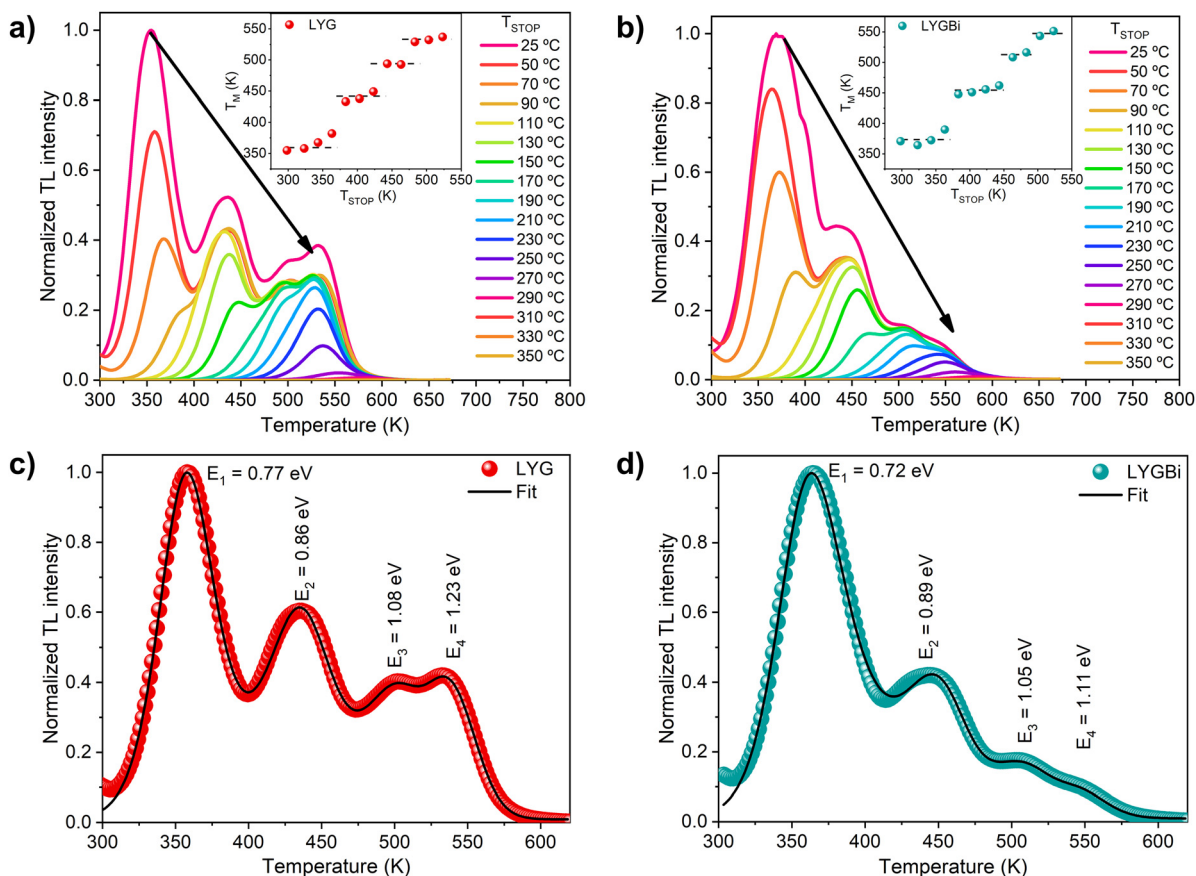 a)
Normalized TL intensity
1.0
0.8
0.6
0.4
0.2
0.0
300 350 400 450 500 550 600 650 700 750 800
Temperature (K)
LYG
T_M (K)
550
500
450
400
350
300 350 400 450 500 550
T_STOP (K)
T_STOP
25 ºC
50 ºC
70 ºC
90 ºC
110 ºC
130 ºC
150 ºC
170 ºC
190 ºC
210 ºC
230 ºC
250 ºC
270 ºC
290 ºC
310 ºC
330 ºC
350 ºC
b)
Normalized TL intensity
1.0
0.8
0.6
0.4
0.2
0.0
300 400 500 600 700 800
Temperature (K)
LYGBi
T_M (K)
550
500
450
400
350
300 350 400 450 500 550
T_STOP (K)
T_STOP
25 ºC
50 ºC
70 ºC
90 ºC
110 ºC
130 ºC
150 ºC
170 ºC
190 ºC
210 ºC
230 ºC
250 ºC
270 ºC
290 ºC
310 ºC
330 ºC
350 ºC
c)
Normalized TL intensity
1.0
0.8
0.6
0.4
0.2
0.0
300 350 400 450 500 550 600
Temperature (K)
E₁ = 0.77 eV
E₂ = 0.86 eV
E₃ = 1.08 eV
E₄ = 1.23 eV
LYG
Fit
d)
Normalized TL intensity
1.0
0.8
0.6
0.4
0.2
0.0
300 350 400 450 500 550 600
Temperature (K)
E₁ = 0.72 eV
E₂ = 0.89 eV
E₃ = 1.05 eV
E₄ = 1.11 eV
LYGBi
Fit